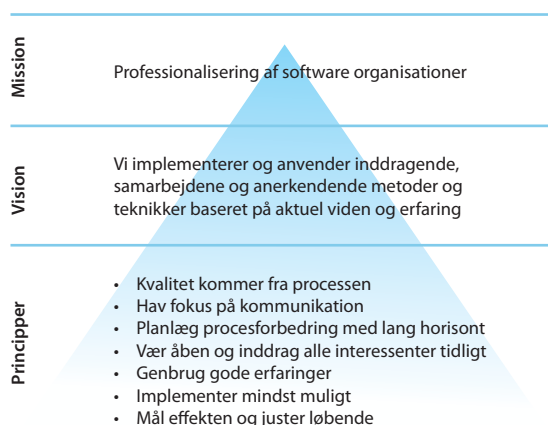 Mission
Professionalisering af software organisationer
Vision
Vi implementerer og anvender inddragende,
samarbejdene og anerkendende metoder og
teknikker baseret på aktuel viden og erfaring
Principper
• Kvalitet kommer fra processen
• Hav fokus på kommunikation
• Planlæg procesforbedring med lang horisont
• Vær åben og inddrag alle interessenter tidligt
• Genbrug gode erfaringer
• Implementer mindst muligt
• Mål effekten og juster løbende